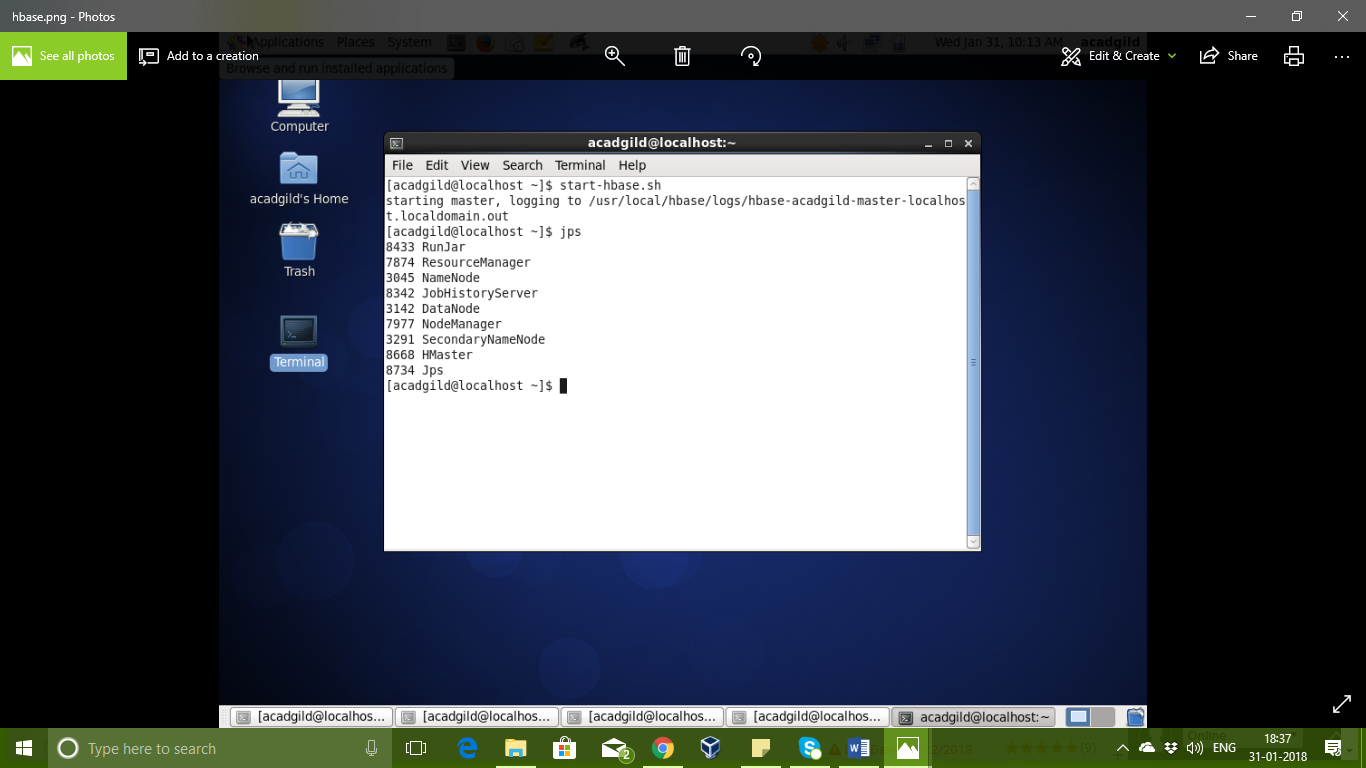 hbase.png - Photos
See all photos
Add to a creation
Edit & Create
Share
Applications Places System
Wed Jan 31, 10:13 AM acadgild
Browse and run installed applications
Computer
acadgild's Home
Trash
Terminal
acadgild@localhost:~
File Edit View Search Terminal Help
[acadgild@localhost ~]$ start-hbase.sh
starting master, logging to /usr/local/hbase/logs/hbase-acadgild-master-localhos
t.localdomain.out
[acadgild@localhost ~]$ jps
8433 RunJar
7874 ResourceManager
3045 NameNode
8342 JobHistoryServer
3142 DataNode
7977 NodeManager
3291 SecondaryNameNode
8668 HMaster
8734 Jps
[acadgild@localhost ~]$
[acadgild@localhos...
[acadgild@localhos...
[acadgild@localhos...
[acadgild@localhos...
acadgild@localhost:~
Type here to search
2
Online
(9)
ENG
18:37
31-01-2018